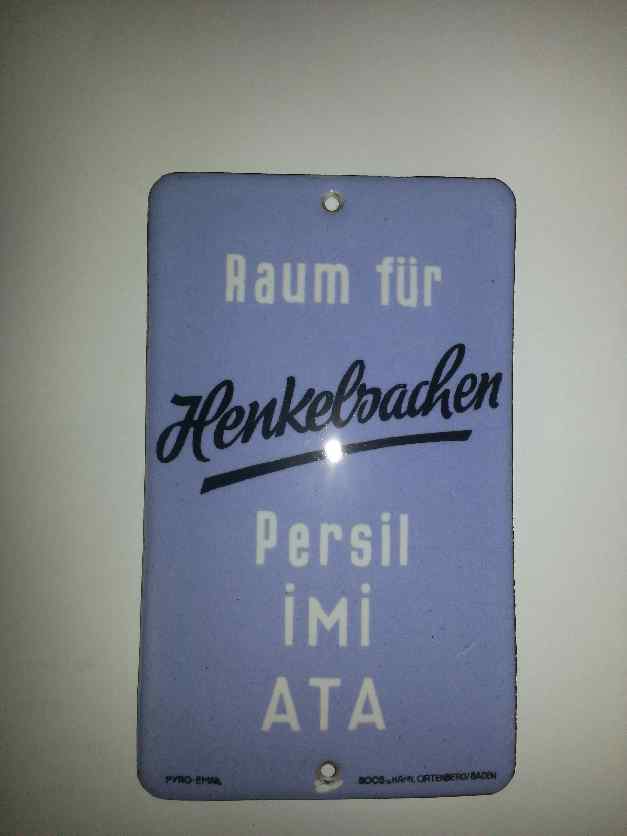 Raum für
Henkelsachen
Persil
iMi
ATA
PYRO-EMAIL
BOOS u. HAHN, ORTENBERG/BADEN